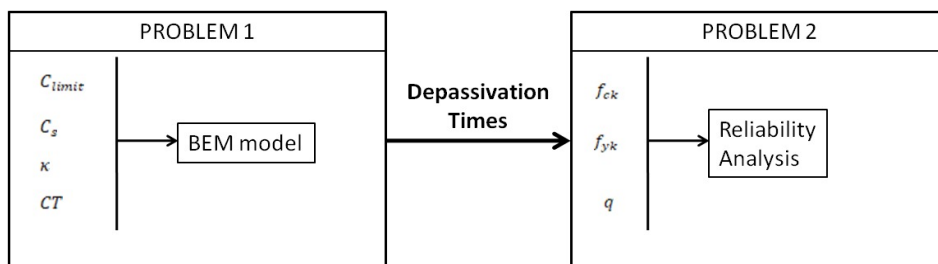 PROBLEM 1
C_limit
C_s
κ
CT
BEM model
Depassivation
Times
PROBLEM 2
f_ck
f_yk
q
Reliability
Analysis